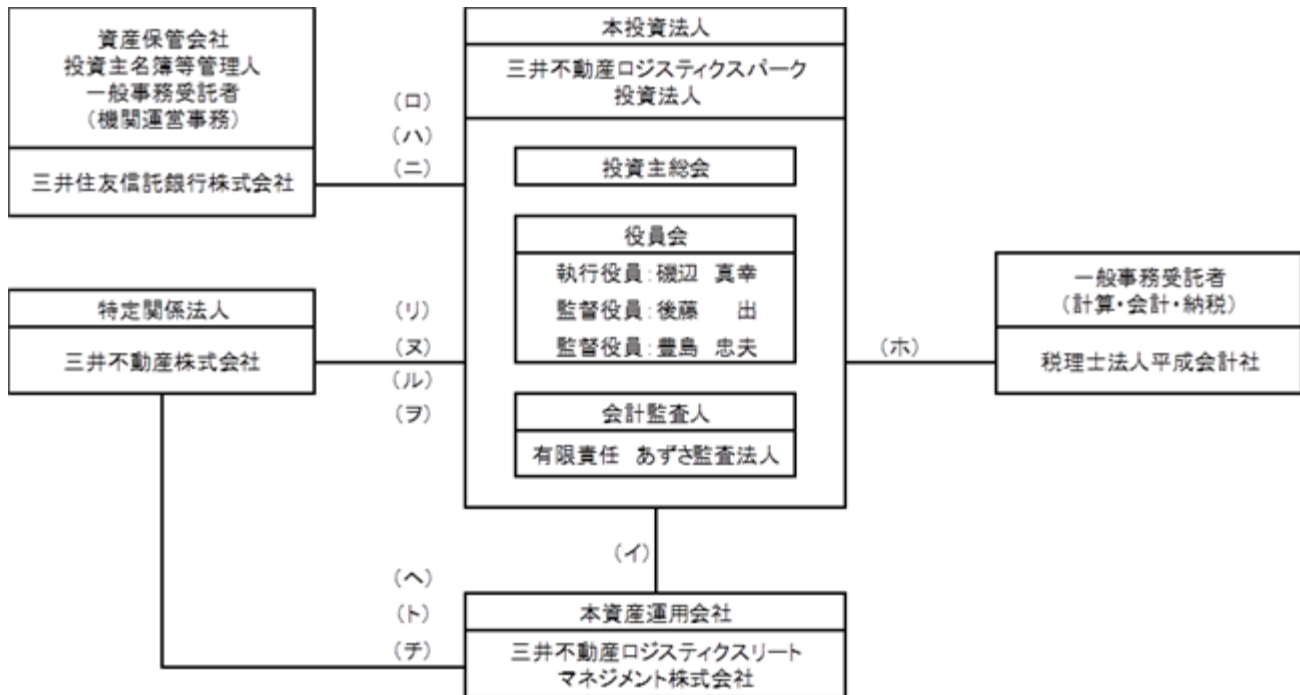 資産保管会社
投資主名簿等管理人
一般事務受託者
（機関運営事務）
三井住友信託銀行株式会社
（ロ）
（ハ）
（ニ）
本投資法人
三井不動産ロジスティクスパーク
投資法人
投資主総会
役員会
執行役員：磯辺 真幸
監督役員：後藤 出
監督役員：豊島 忠夫
会計監査人
有限責任 あずさ監査法人
特定関係法人
三井不動産株式会社
（リ）
（ヌ）
（ル）
（ヲ）
（ホ）
一般事務受託者
（計算・会計・納税）
税理士法人平成会計社
（イ）
（ヘ）
（ト）
（チ）
本資産運用会社
三井不動産ロジスティクスリート
マネジメント株式会社